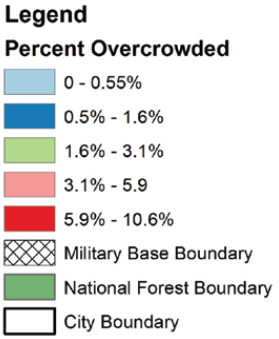 Legend
Percent Overcrowded
0 - 0.55%
0.5% - 1.6%
1.6% - 3.1%
3.1% - 5.9
5.9% - 10.6%
Military Base Boundary
National Forest Boundary
City Boundary